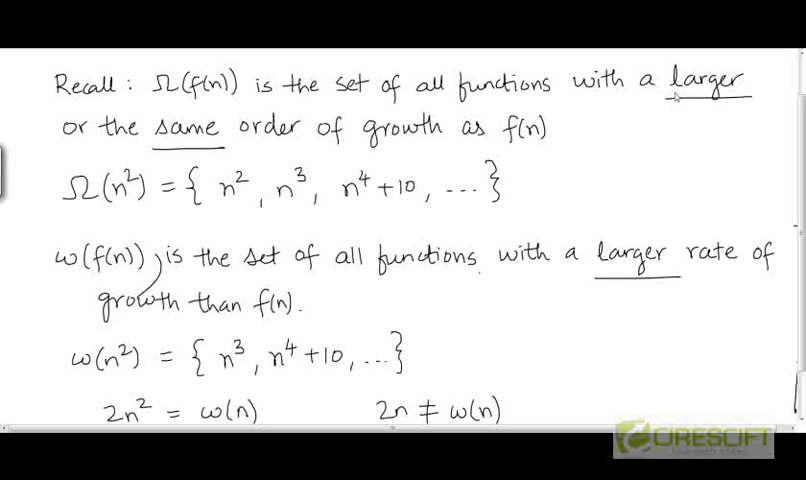 Recall : Ω(f(n)) is the set of all functions with a larger
or the same order of growth as f(n)
Ω(n²) = { n², n³, n⁴+10, ... }
ω(f(n)), is the set of all functions with a larger rate of
growth than f(n).
ω(n²) = { n³, n⁴+10, ... }
2n² = ω(n) 2n ≠ ω(n)
CIRESOFT